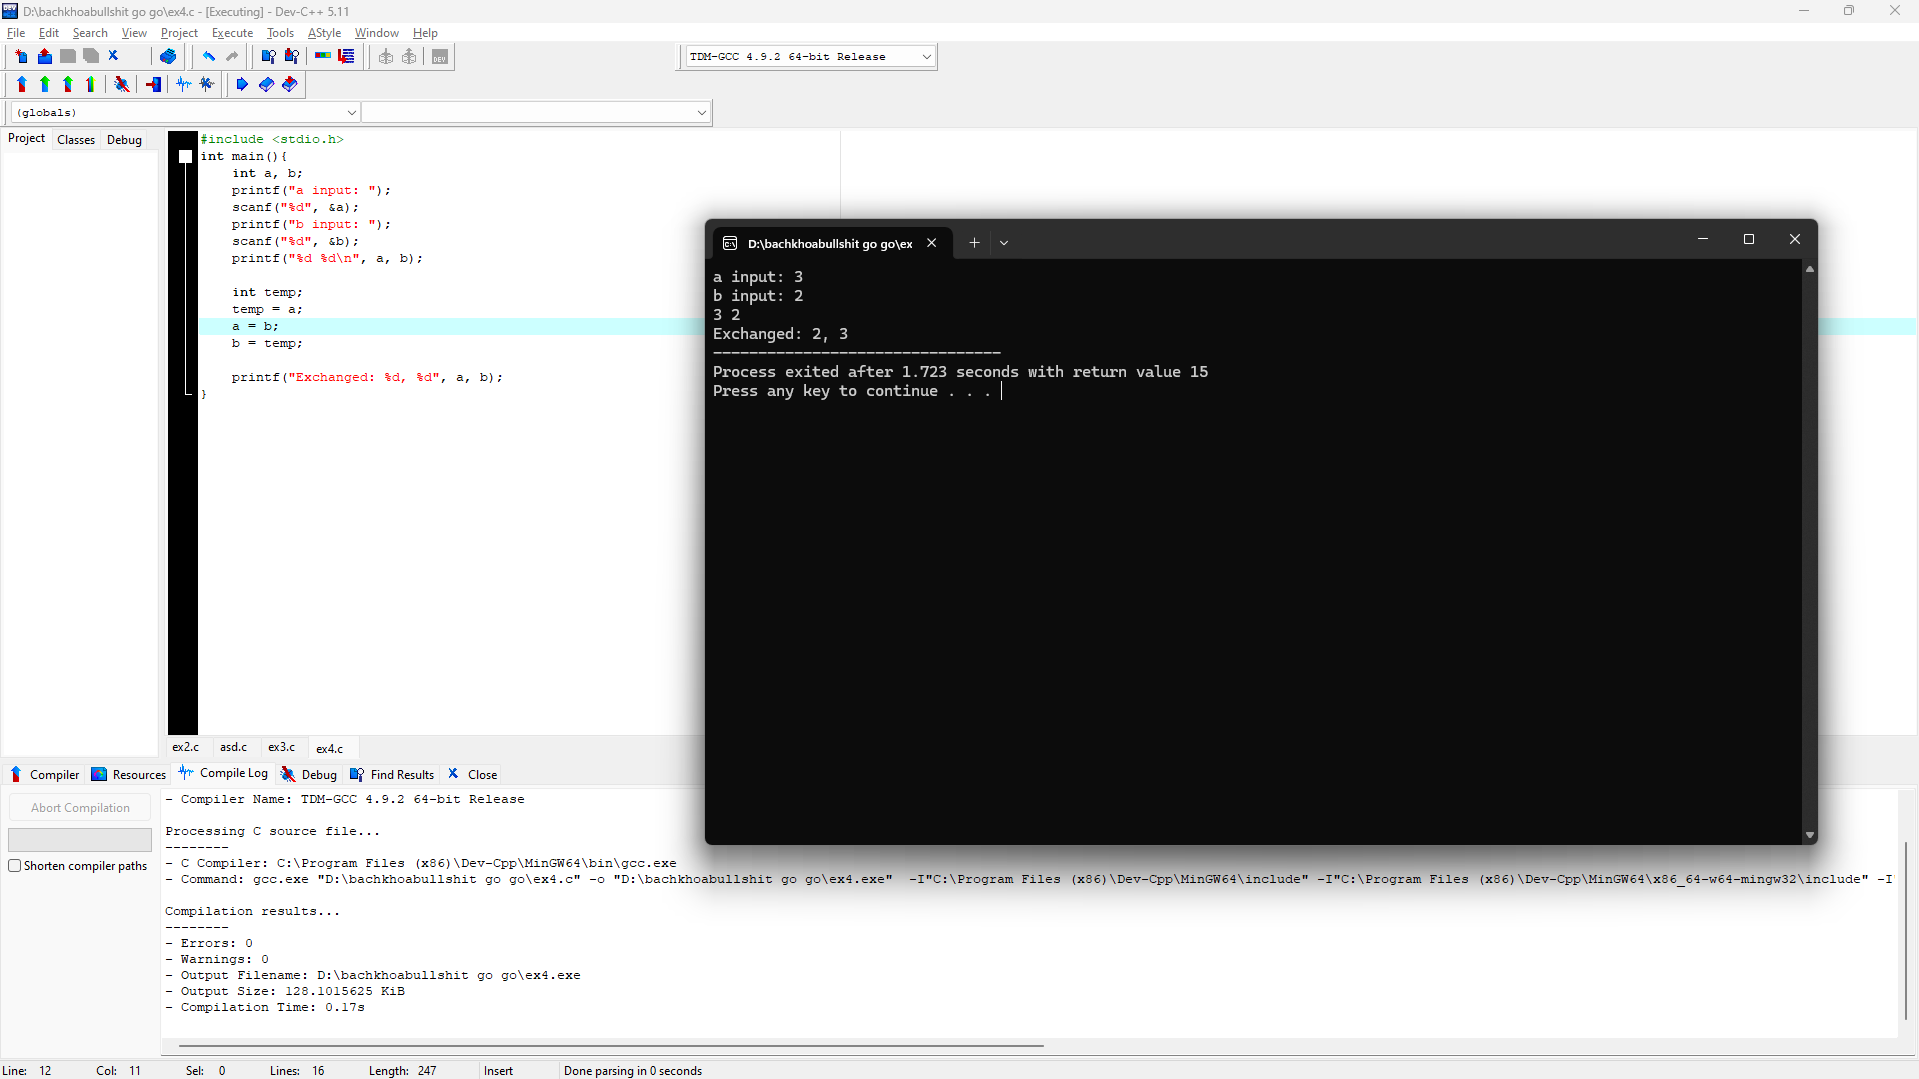 D:\bachkhoabullshit go go\ex4.c - [Executing] - Dev-C++ 5.11
File Edit Search View Project Execute Tools AStyle Window Help
DEV
TDM-GCC 4.9.2 64-bit Release
(globals)
Project Classes Debug
#include <stdio.h>
int main(){
int a, b;
printf("a input: ");
scanf("%d", &a);
printf("b input: ");
scanf("%d", &b);
printf("%d %d\n", a, b);
int temp;
temp = a;
a = b;
b = temp;
printf("Exchanged: %d, %d", a, b);
}
D:\bachkhoabullshit go go\ex
a input: 3
b input: 2
3 2
Exchanged: 2, 3
--------------------------------
Process exited after 1.723 seconds with return value 15
Press any key to continue . . .
ex2.c asd.c ex3.c ex4.c
Compiler Resources Compile Log Debug Find Results Close
Abort Compilation
Shorten compiler paths
- Compiler Name: TDM-GCC 4.9.2 64-bit Release
Processing C source file...
--------
- C Compiler: C:\Program Files (x86)\Dev-Cpp\MinGW64\bin\gcc.exe
- Command: gcc.exe "D:\bachkhoabullshit go go\ex4.c" -o "D:\bachkhoabullshit go go\ex4.exe" -I"C:\Program Files (x86)\Dev-Cpp\MinGW64\include" -I"C:\Program Files (x86)\Dev-Cpp\MinGW64\x86_64-w64-mingw32\include" -I"
Compilation results...
--------
- Errors: 0
- Warnings: 0
- Output Filename: D:\bachkhoabullshit go go\ex4.exe
- Output Size: 128.1015625 KiB
- Compilation Time: 0.17s
Line: 12 Col: 11 Sel: 0 Lines: 16 Length: 247 Insert Done parsing in 0 seconds